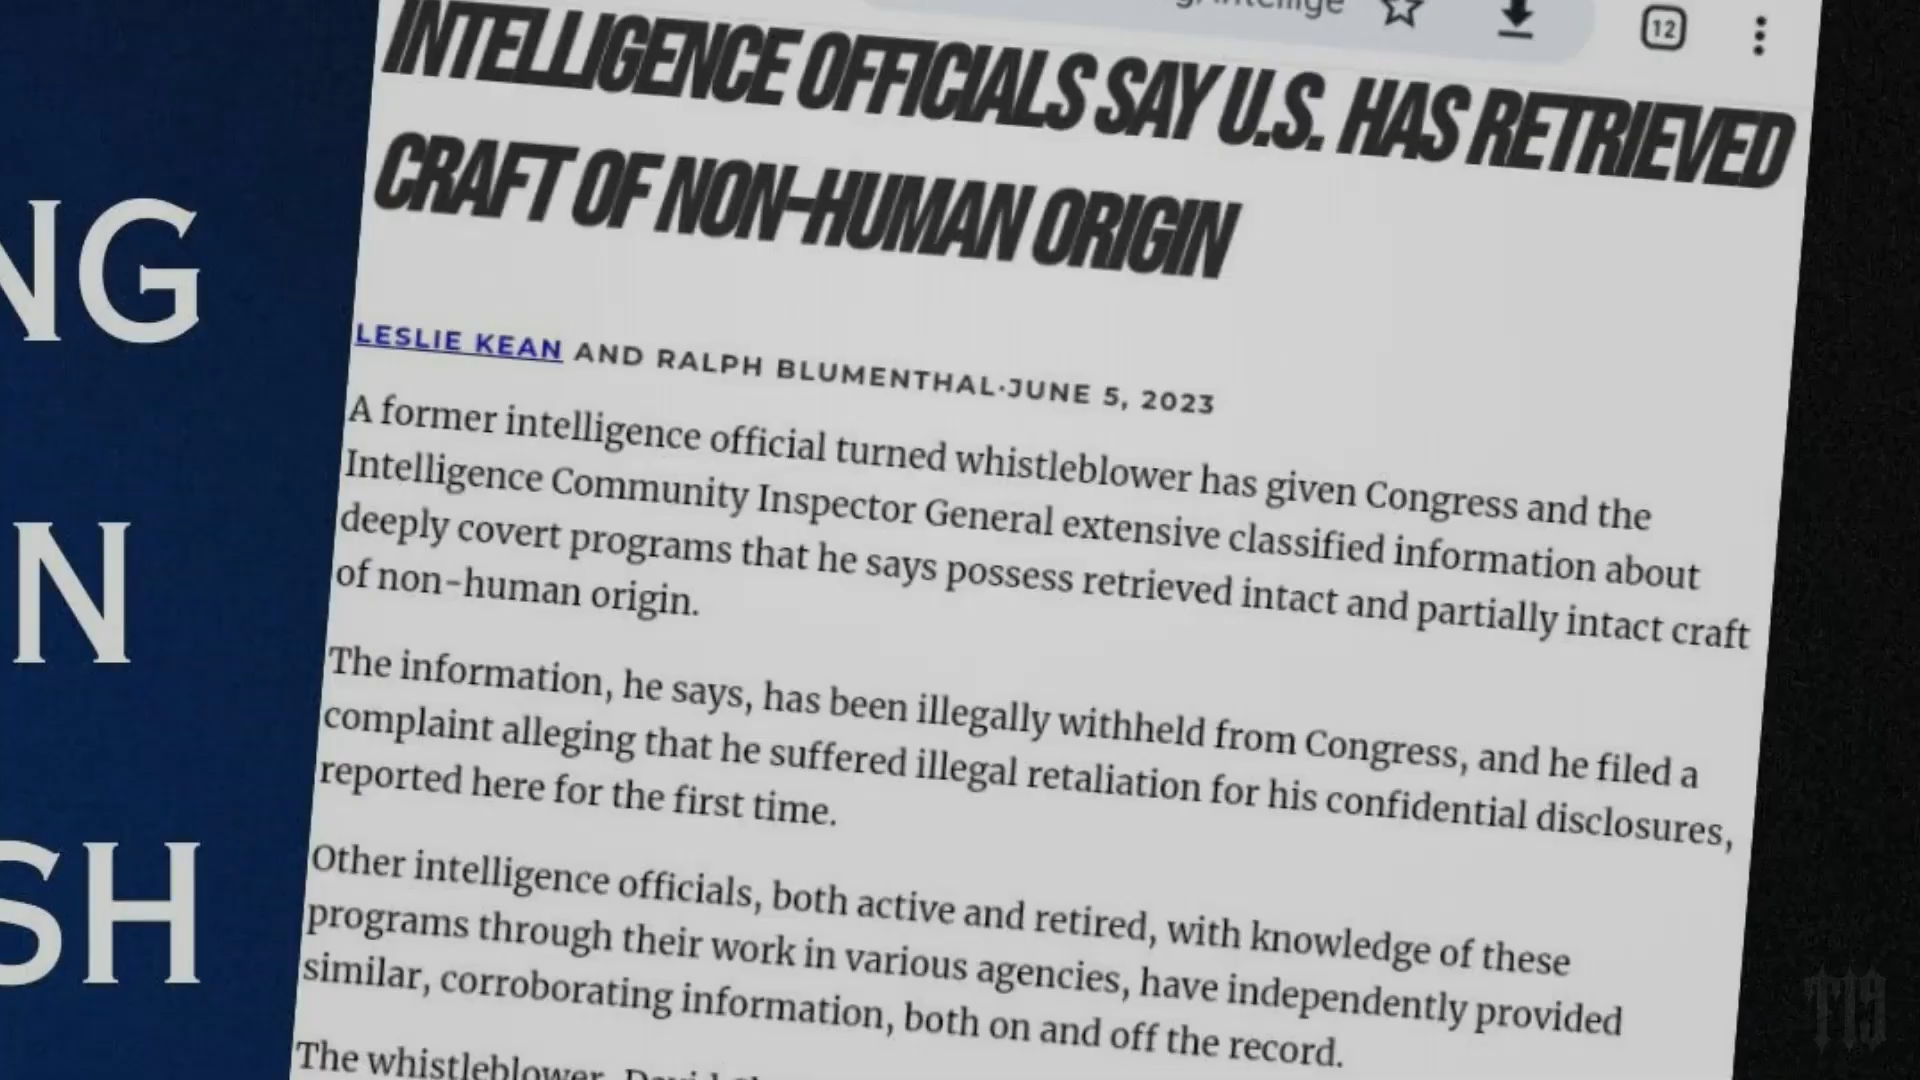 12
INTELLIGENCE OFFICIALS SAY U.S. HAS RETRIEVED
CRAFT OF NON-HUMAN ORIGIN
LESLIE KEAN AND RALPH BLUMENTHAL·JUNE 5, 2023
A former intelligence official turned whistleblower has given Congress and the
Intelligence Community Inspector General extensive classified information about
deeply covert programs that he says possess retrieved intact and partially intact craft
of non-human origin.
The information, he says, has been illegally withheld from Congress, and he filed a
complaint alleging that he suffered illegal retaliation for his confidential disclosures,
reported here for the first time.
Other intelligence officials, both active and retired, with knowledge of these
programs through their work in various agencies, have independently provided
similar, corroborating information, both on and off the record.
The whistleblower, David
NG
N
SH